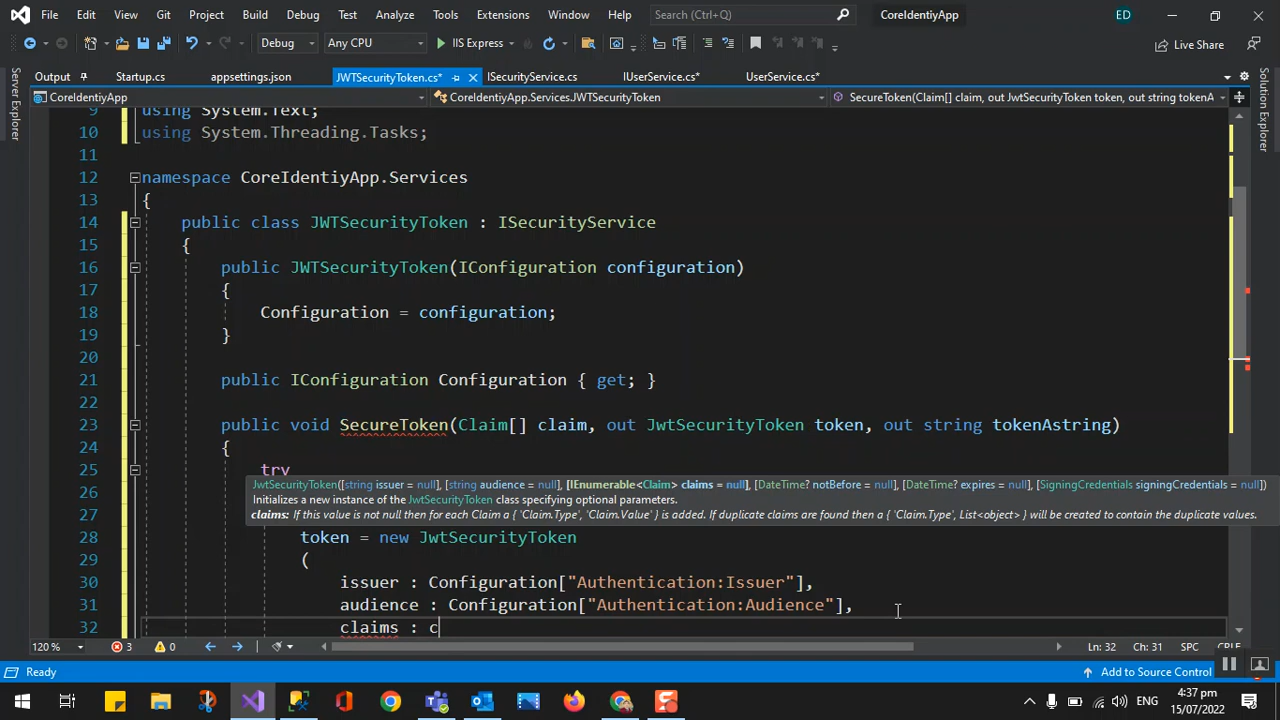 File Edit View Git Project Build Debug Test Analyze Tools Extensions Window Help Search (Ctrl+Q) CoreIdentiyApp ED
Debug Any CPU IIS Express Live Share
Output Startup.cs appsettings.json JWTSecurityToken.cs* ISecurityService.cs IUserService.cs* UserService.cs*
CoreIdentiyApp CoreIdentiyApp.Services.JWTSecurityToken SecureToken(Claim[] claim, out JwtSecurityToken token, out string tokenA
Server Explorer
Solution Explorer
9 using System.Text;
10 using System.Threading.Tasks;
11
12 namespace CoreIdentiyApp.Services
13 {
14 public class JWTSecurityToken : ISecurityService
15 {
16 public JWTSecurityToken(IConfiguration configuration)
17 {
18 Configuration = configuration;
19 }
20
21 public IConfiguration Configuration { get; }
22
23 public void SecureToken(Claim[] claim, out JwtSecurityToken token, out string tokenAstring)
24 {
25 try
26 JwtSecurityToken([string issuer = null], [string audience = null], [IEnumerable<Claim> claims = null], [DateTime? notBefore = null], [DateTime? expires = null], [SigningCredentials signingCredentials = null])
Initializes a new instance of the JwtSecurityToken class specifying optional parameters.
27 claims: If this value is not null then for each Claim a { 'Claim.Type', 'Claim.Value' } is added. If duplicate claims are found then a { 'Claim.Type', List<object> } will be created to contain the duplicate values.
28 token = new JwtSecurityToken
29 (
30 issuer : Configuration["Authentication:Issuer"],
31 audience : Configuration["Authentication:Audience"],
32 claims : c
120 % 3 0 Ln: 32 Ch: 31 SPC CRLF
Ready Add to Source Control
ENG 4:37 pm
15/07/2022